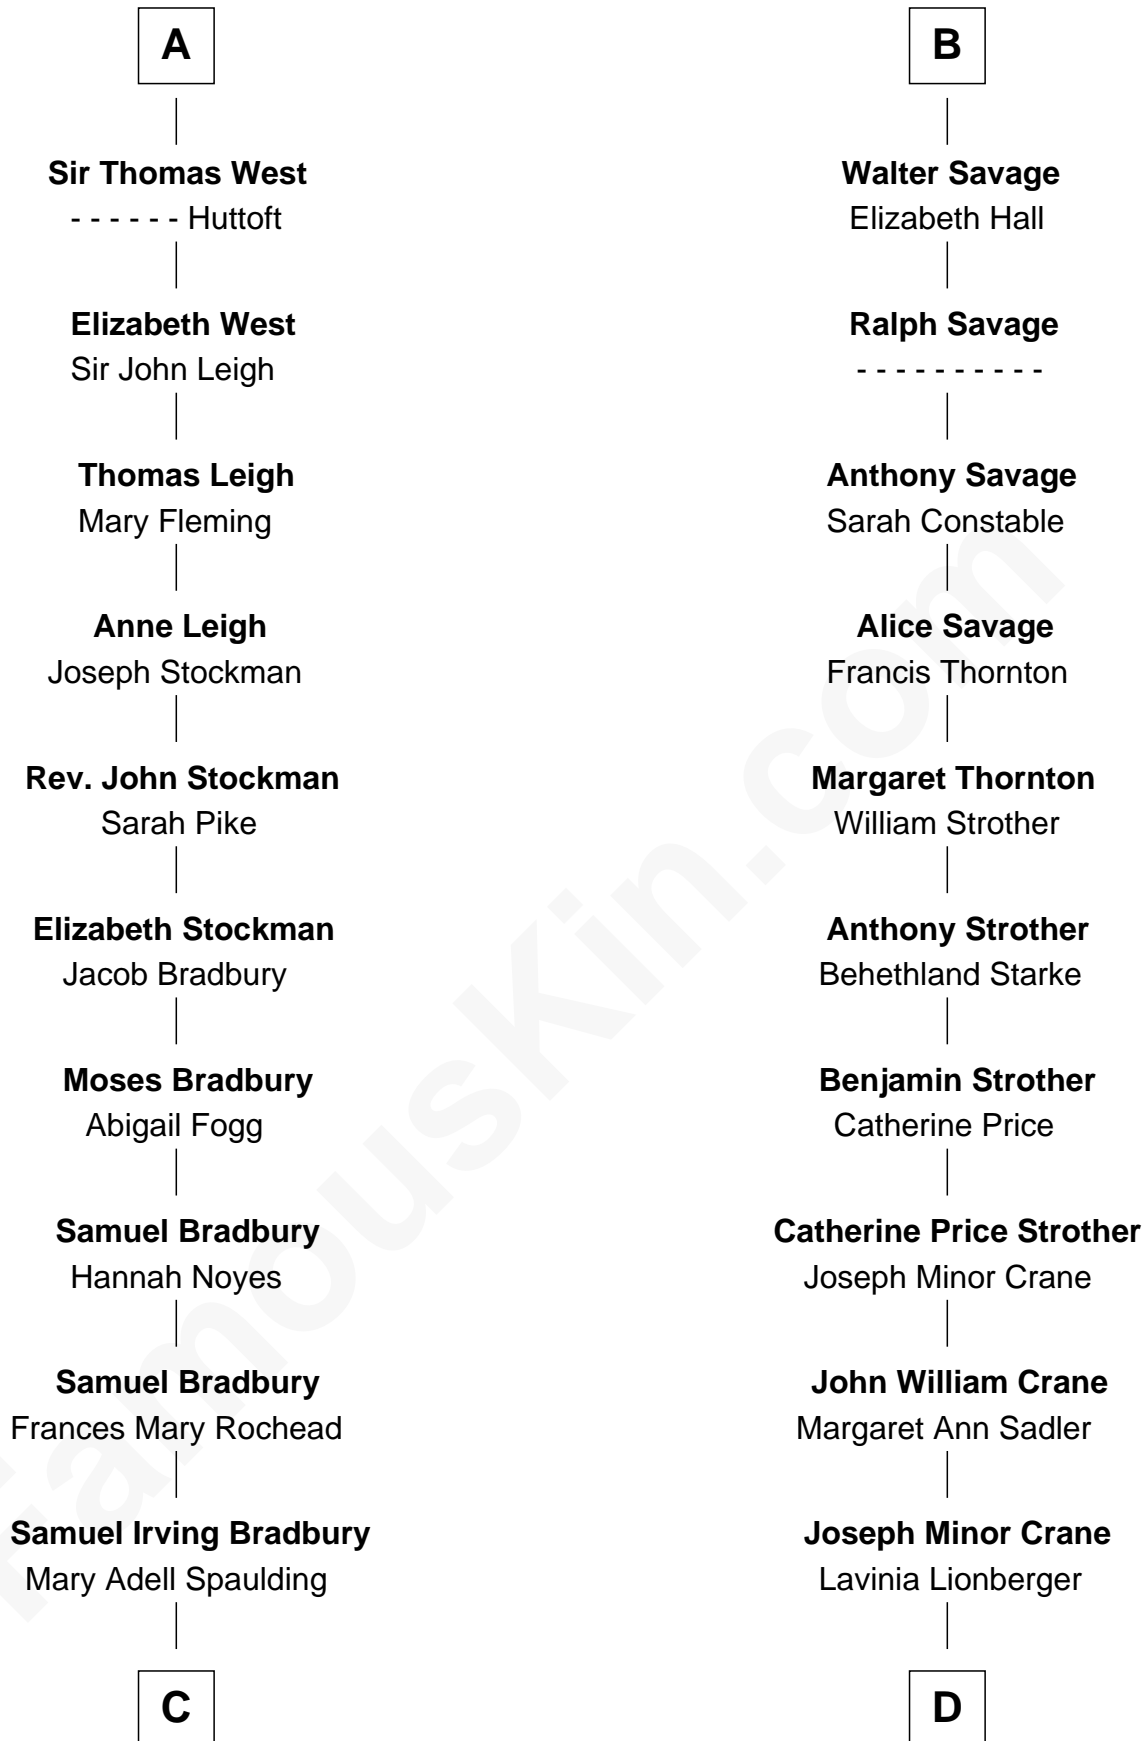 A
Sir Thomas West
- - - - - - Huttoft
Elizabeth West
Sir John Leigh
Thomas Leigh
Mary Fleming
Anne Leigh
Joseph Stockman
Rev. John Stockman
Sarah Pike
Elizabeth Stockman
Jacob Bradbury
Moses Bradbury
Abigail Fogg
Samuel Bradbury
Hannah Noyes
Samuel Bradbury
Frances Mary Rochead
Samuel Irving Bradbury
Mary Adell Spaulding
C
B
Walter Savage
Elizabeth Hall
Ralph Savage
- - - - - - - - - -
Anthony Savage
Sarah Constable
Alice Savage
Francis Thornton
Margaret Thornton
William Strother
Anthony Strother
Behethland Starke
Benjamin Strother
Catherine Price
Catherine Price Strother
Joseph Minor Crane
John William Crane
Margaret Ann Sadler
Joseph Minor Crane
Lavinia Lionberger
D
FamousKin.com